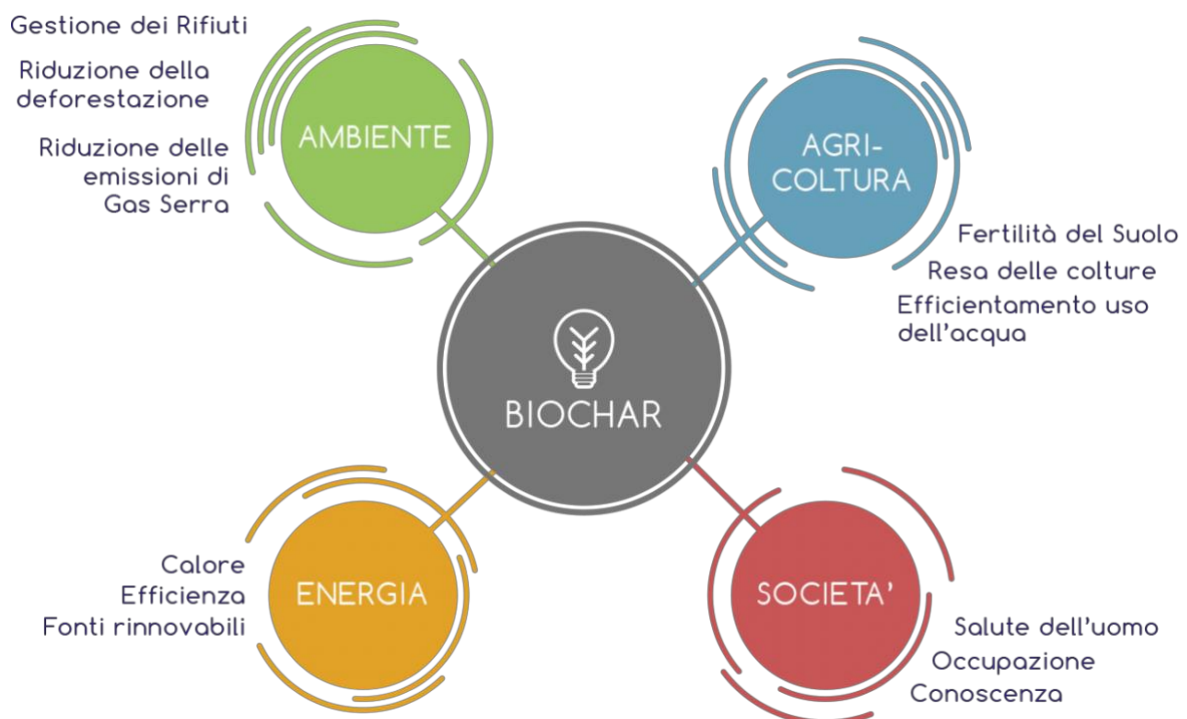 Gestione dei Rifiuti
Riduzione della
deforestazione
Riduzione delle
emissioni di
Gas Serra
AMBIENTE
AGRI-
COLTURA
Fertilità del Suolo
Resa delle colture
Efficientamento uso
dell'acqua
BIOCHAR
Calore
Efficienza
Fonti rinnovabili
ENERGIA
SOCIETA'
Salute dell'uomo
Occupazione
Conoscenza